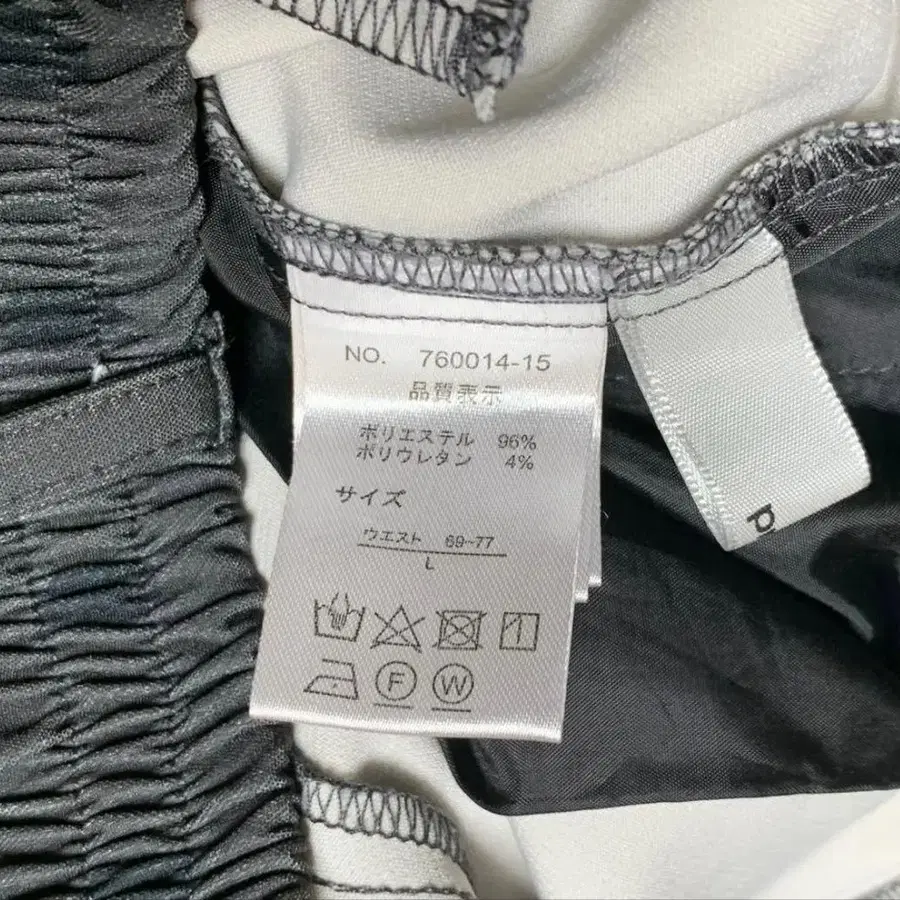 NO. 760014-15
品質表示
ポリエステル 96%
ポリウレタン 4%
サイズ
ウエスト 69~77
L
F W